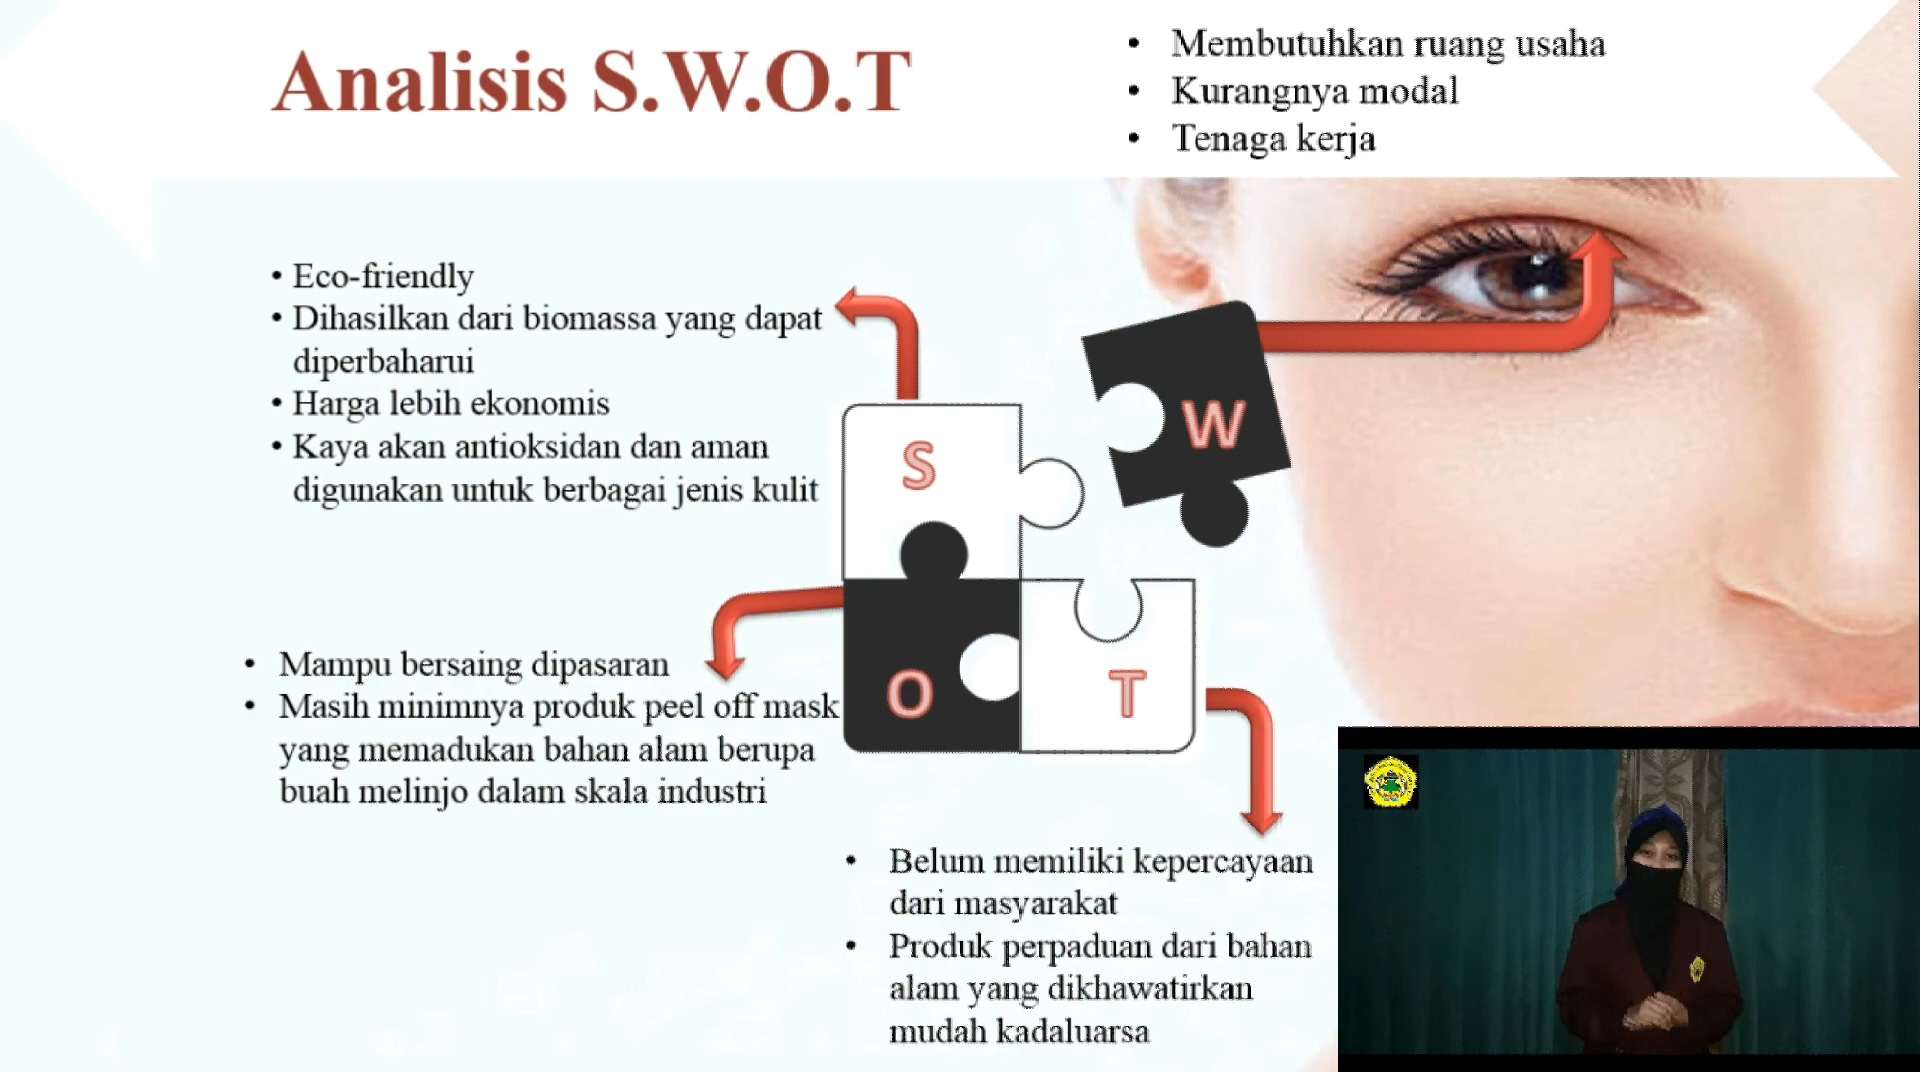 Analisis S.W.O.T
• Membutuhkan ruang usaha
• Kurangnya modal
• Tenaga kerja
• Eco-friendly
• Dihasilkan dari biomassa yang dapat
diperbaharui
• Harga lebih ekonomis
• Kaya akan antioksidan dan aman
digunakan untuk berbagai jenis kulit
S
W
• Mampu bersaing dipasaran
• Masih minimnya produk peel off mask
yang memadukan bahan alam berupa
buah melinjo dalam skala industri
O
T
• Belum memiliki kepercayaan
dari masyarakat
• Produk perpaduan dari bahan
alam yang dikhawatirkan
mudah kadaluarsa